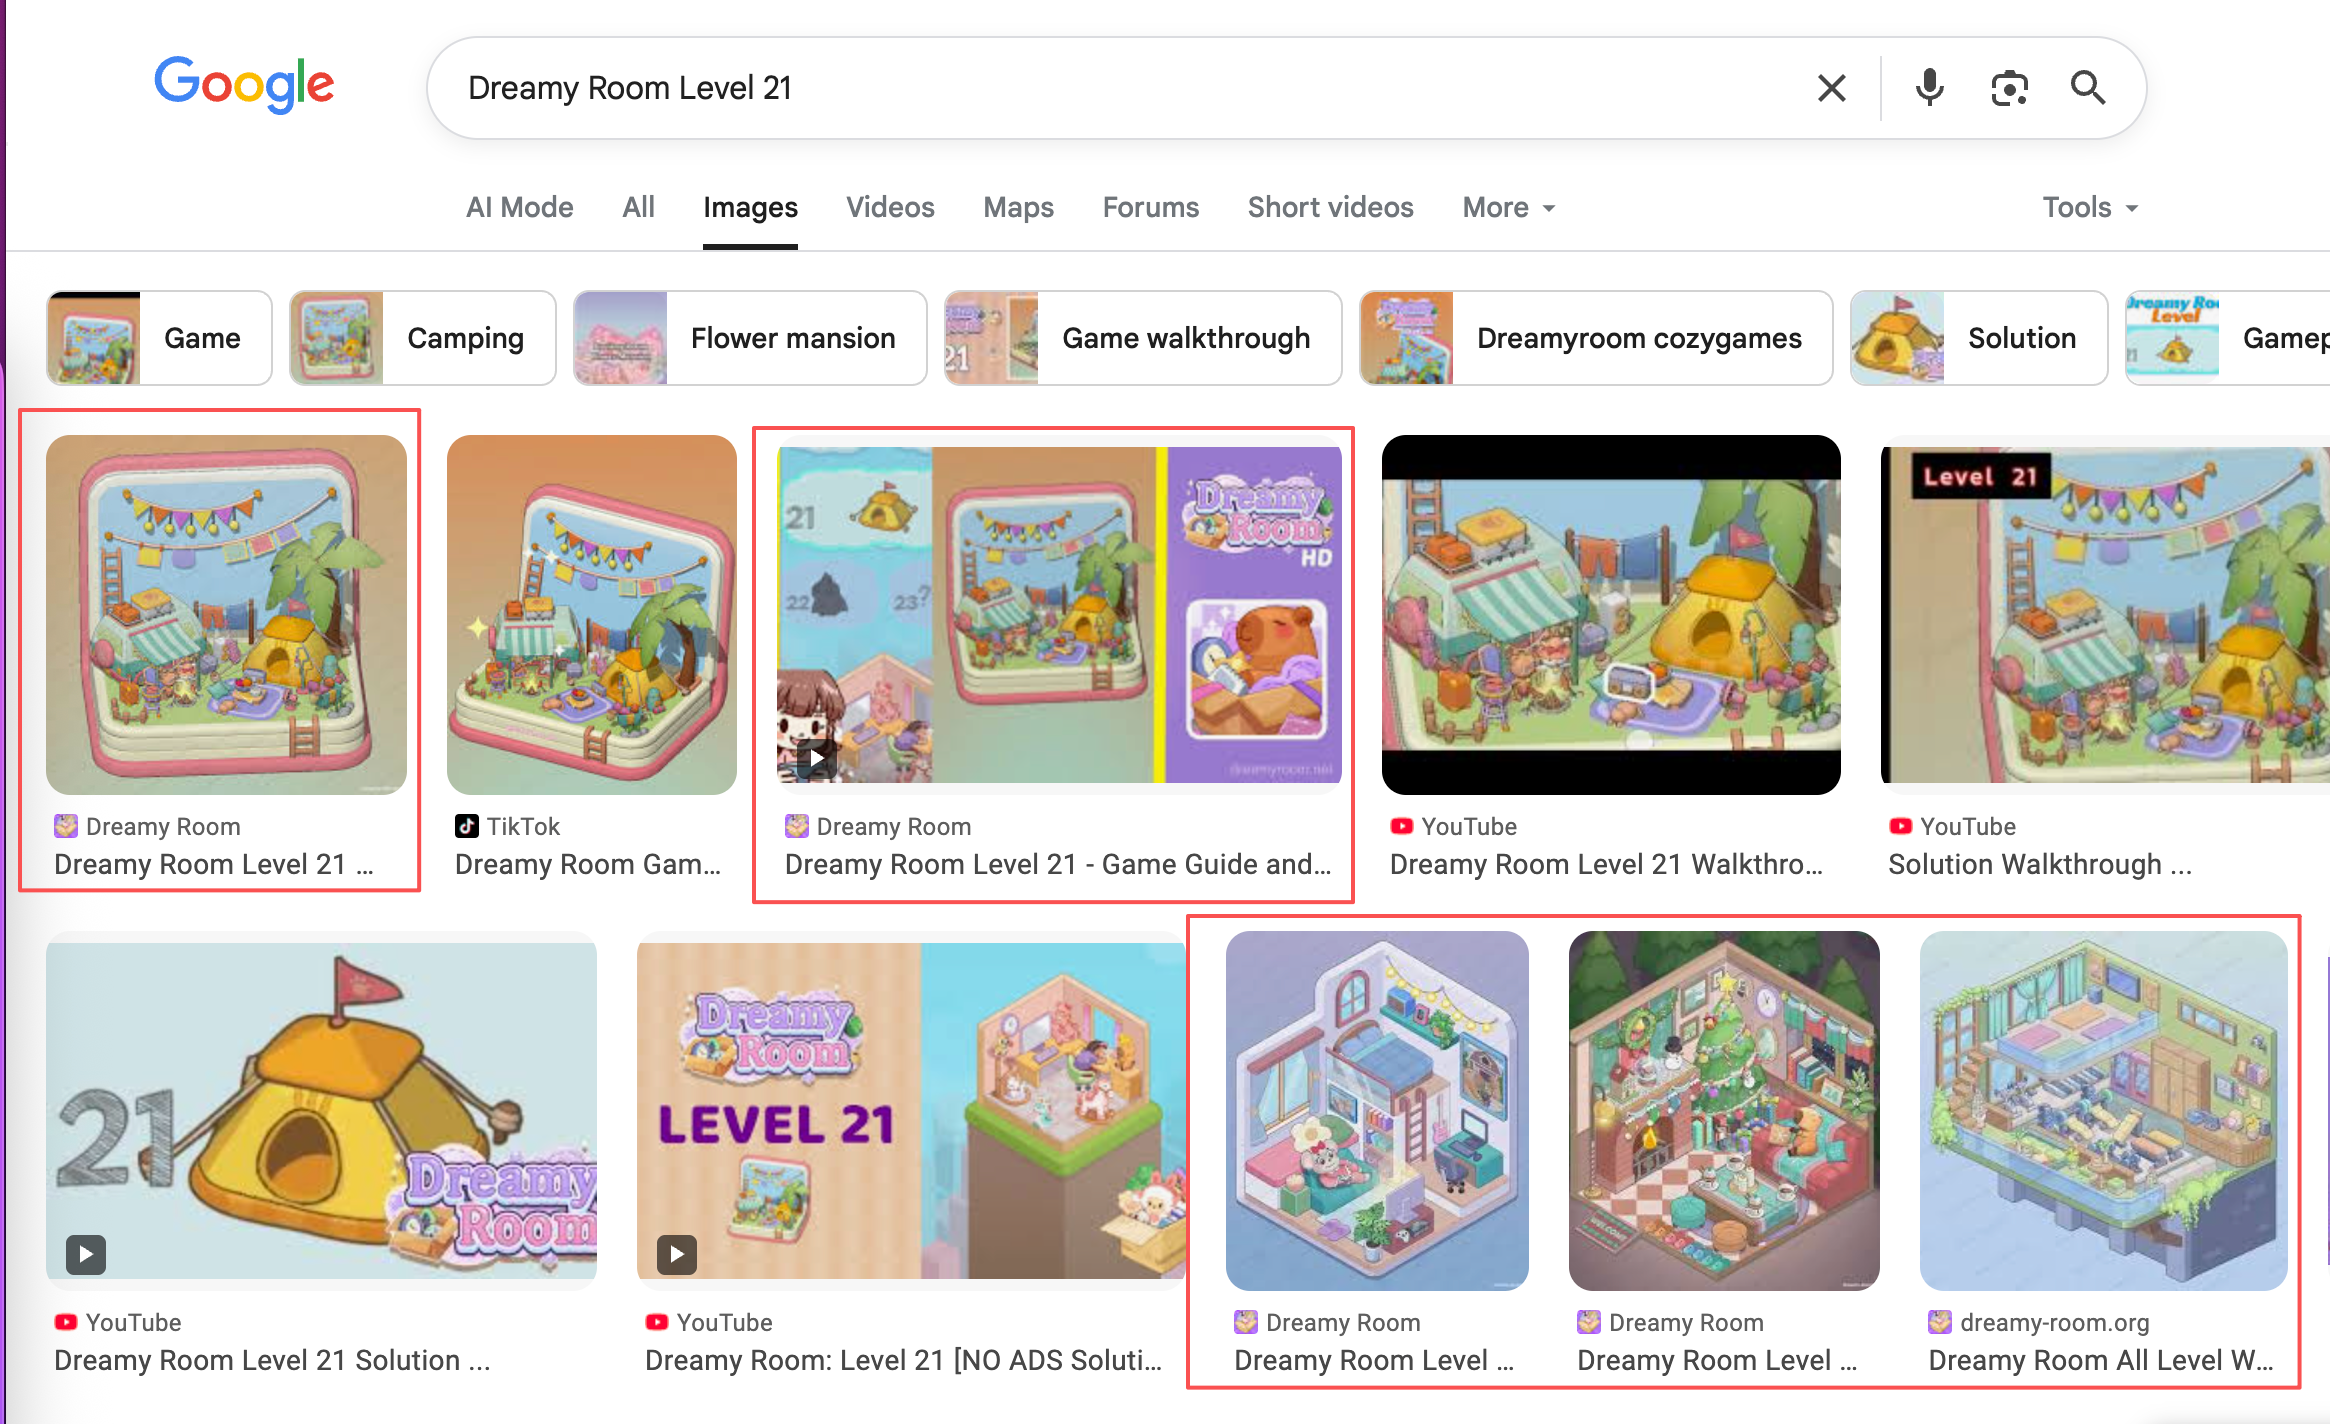 Google
Dreamy Room Level 21
AI Mode
All
Images
Videos
Maps
Forums
Short videos
More
Tools
Game
Camping
Flower mansion
21
Game walkthrough
Dreamyroom cozygames
Solution
Level
Dreamy Room
Dreamy Room Level 21 ...
TikTok
Dreamy Room Gam...
21
22
23?
Dreamy
Room
HD
dreamyroom.net
Dreamy Room
Dreamy Room Level 21 - Game Guide and...
YouTube
Dreamy Room Level 21 Walkthro...
Level 21
YouTube
Solution Walkthrough ...
21
Dreamy
Room
YouTube
Dreamy Room Level 21 Solution ...
Dreamy
Room
LEVEL 21
YouTube
Dreamy Room: Level 21 [NO ADS Soluti...
Dreamy Room
Dreamy Room Level ...
WELCOME
Dreamy Room
Dreamy Room Level ...
dreamy-room.org
Dreamy Room All Level W...